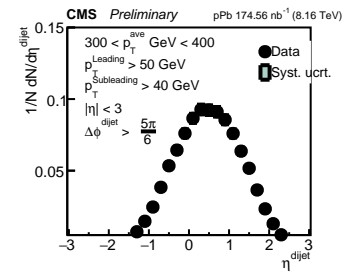 CMS Preliminary pPb 174.56 nb⁻¹ (8.16 TeV)
1/N dN/dη^dijet
0.15
0.1
0.05
300 < p_T^ave GeV < 400
p_T^Leading > 50 GeV
p_T^Subleading > 40 GeV
|η| < 3
Δϕ^dijet > 5π/6
Data
Syst. ucrt.
−3 −2 −1 0 1 2 3
η^dijet